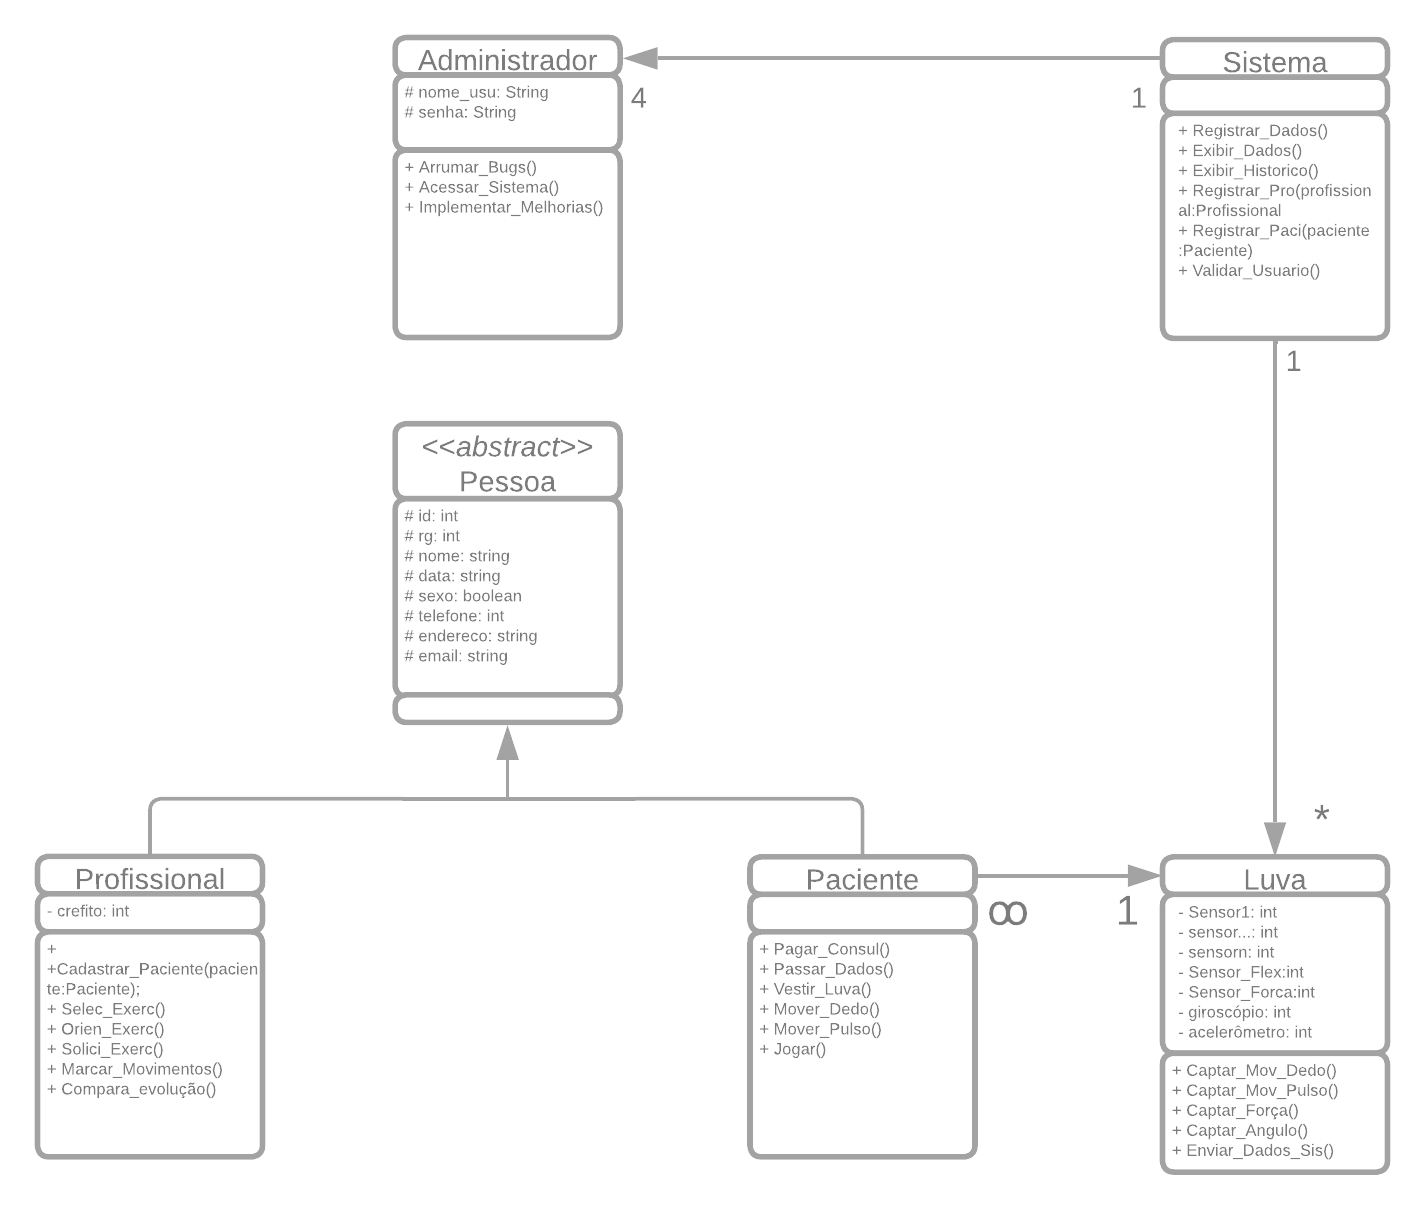 Administrador
# nome_usu: String
# senha: String
+ Arrumar_Bugs()
+ Acessar_Sistema()
+ Implementar_Melhorias()
4
1
Sistema
+ Registrar_Dados()
+ Exibir_Dados()
+ Exibir_Historico()
+ Registrar_Pro(profission
al:Profissional
+ Registrar_Paci(paciente
:Paciente)
+ Validar_Usuario()
1
*
<<abstract>>
Pessoa
# id: int
# rg: int
# nome: string
# data: string
# sexo: boolean
# telefone: int
# endereco: string
# email: string
Profissional
- crefito: int
+
+Cadastrar_Paciente(pacien
te:Paciente);
+ Selec_Exerc()
+ Orien_Exerc()
+ Solici_Exerc()
+ Marcar_Movimentos()
+ Compara_evolução()
Paciente
+ Pagar_Consul()
+ Passar_Dados()
+ Vestir_Luva()
+ Mover_Dedo()
+ Mover_Pulso()
+ Jogar()
ꝏ
1
Luva
- Sensor1: int
- sensor...: int
- sensorn: int
- Sensor_Flex:int
- Sensor_Forca:int
- giroscópio: int
- acelerômetro: int
+ Captar_Mov_Dedo()
+ Captar_Mov_Pulso()
+ Captar_Força()
+ Captar_Angulo()
+ Enviar_Dados_Sis()